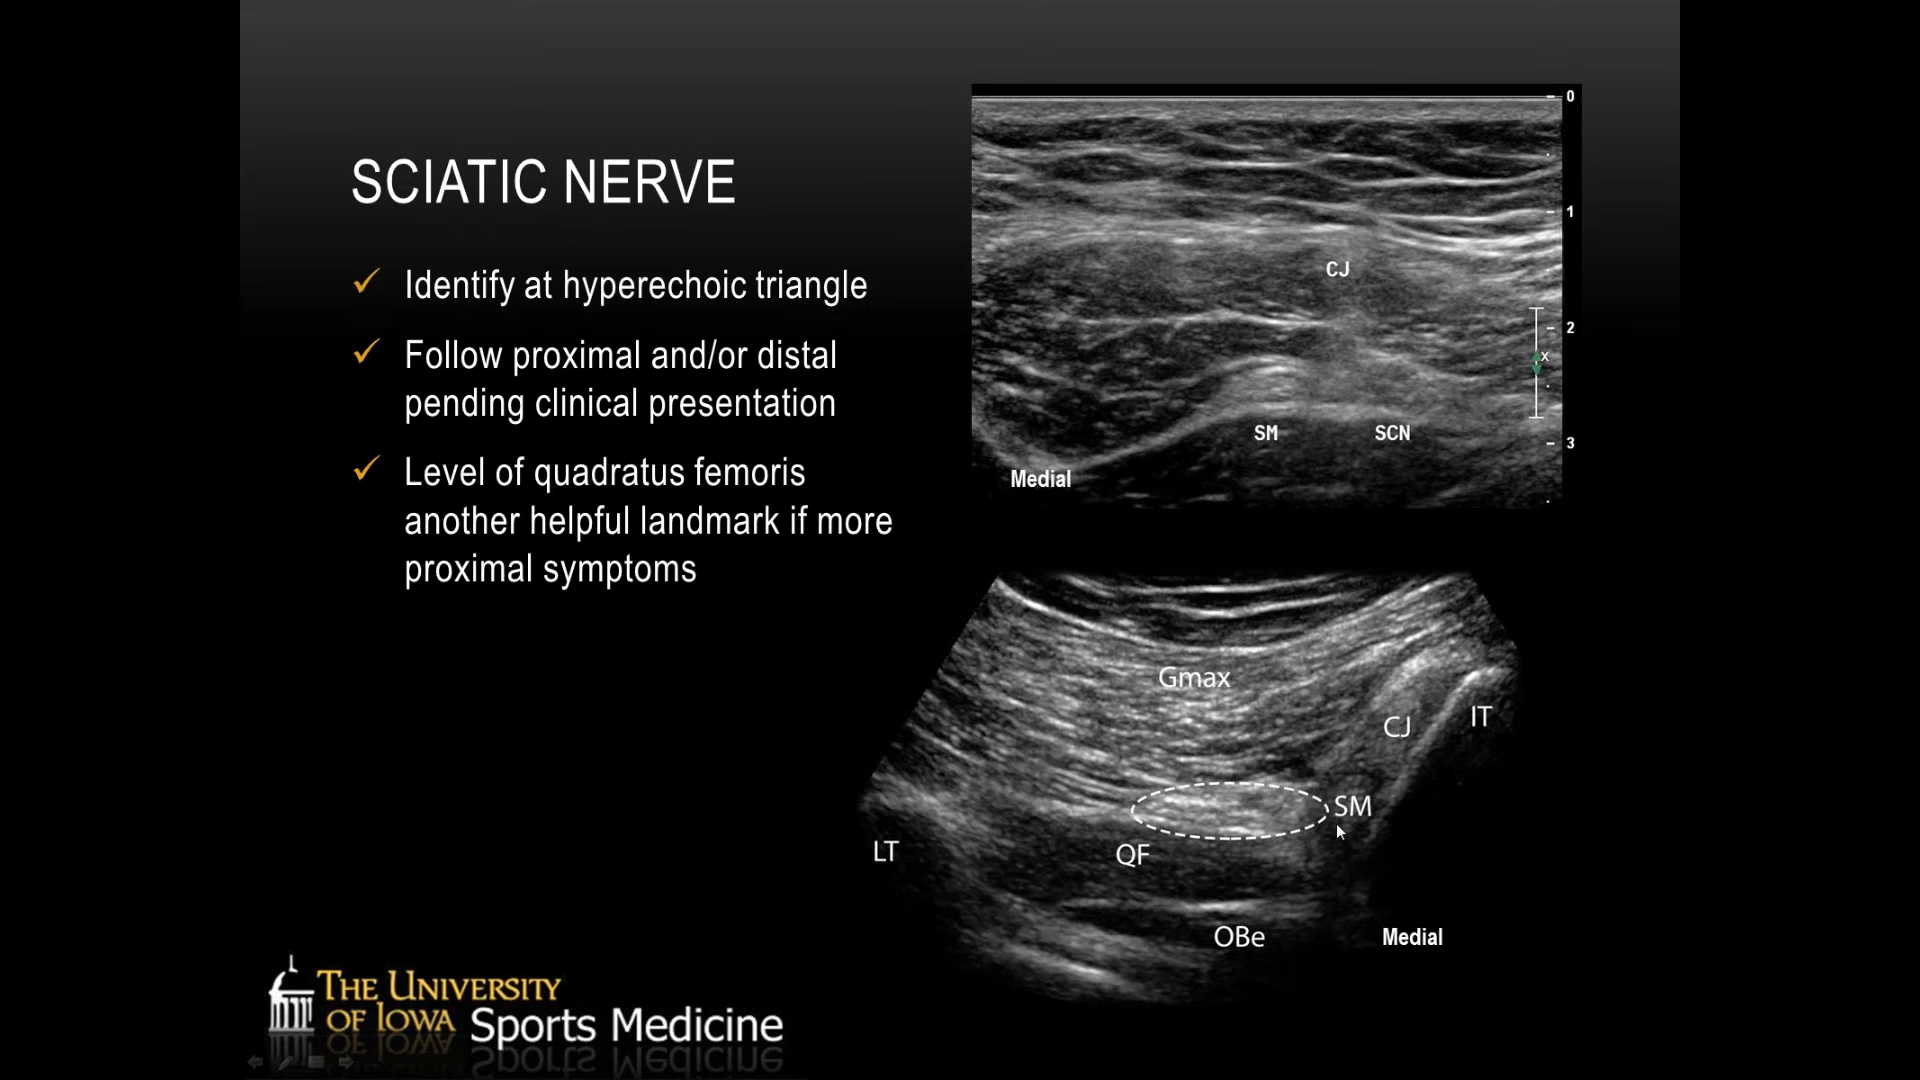 SCIATIC NERVE
✓ Identify at hyperechoic triangle
✓ Follow proximal and/or distal
pending clinical presentation
✓ Level of quadratus femoris
another helpful landmark if more
proximal symptoms
0
1
CJ
2
x
SM
SCN
3
Medial
Gmax
CJ
IT
SM
LT
QF
OBe
Medial
THE UNIVERSITY
OF IOWA Sports Medicine